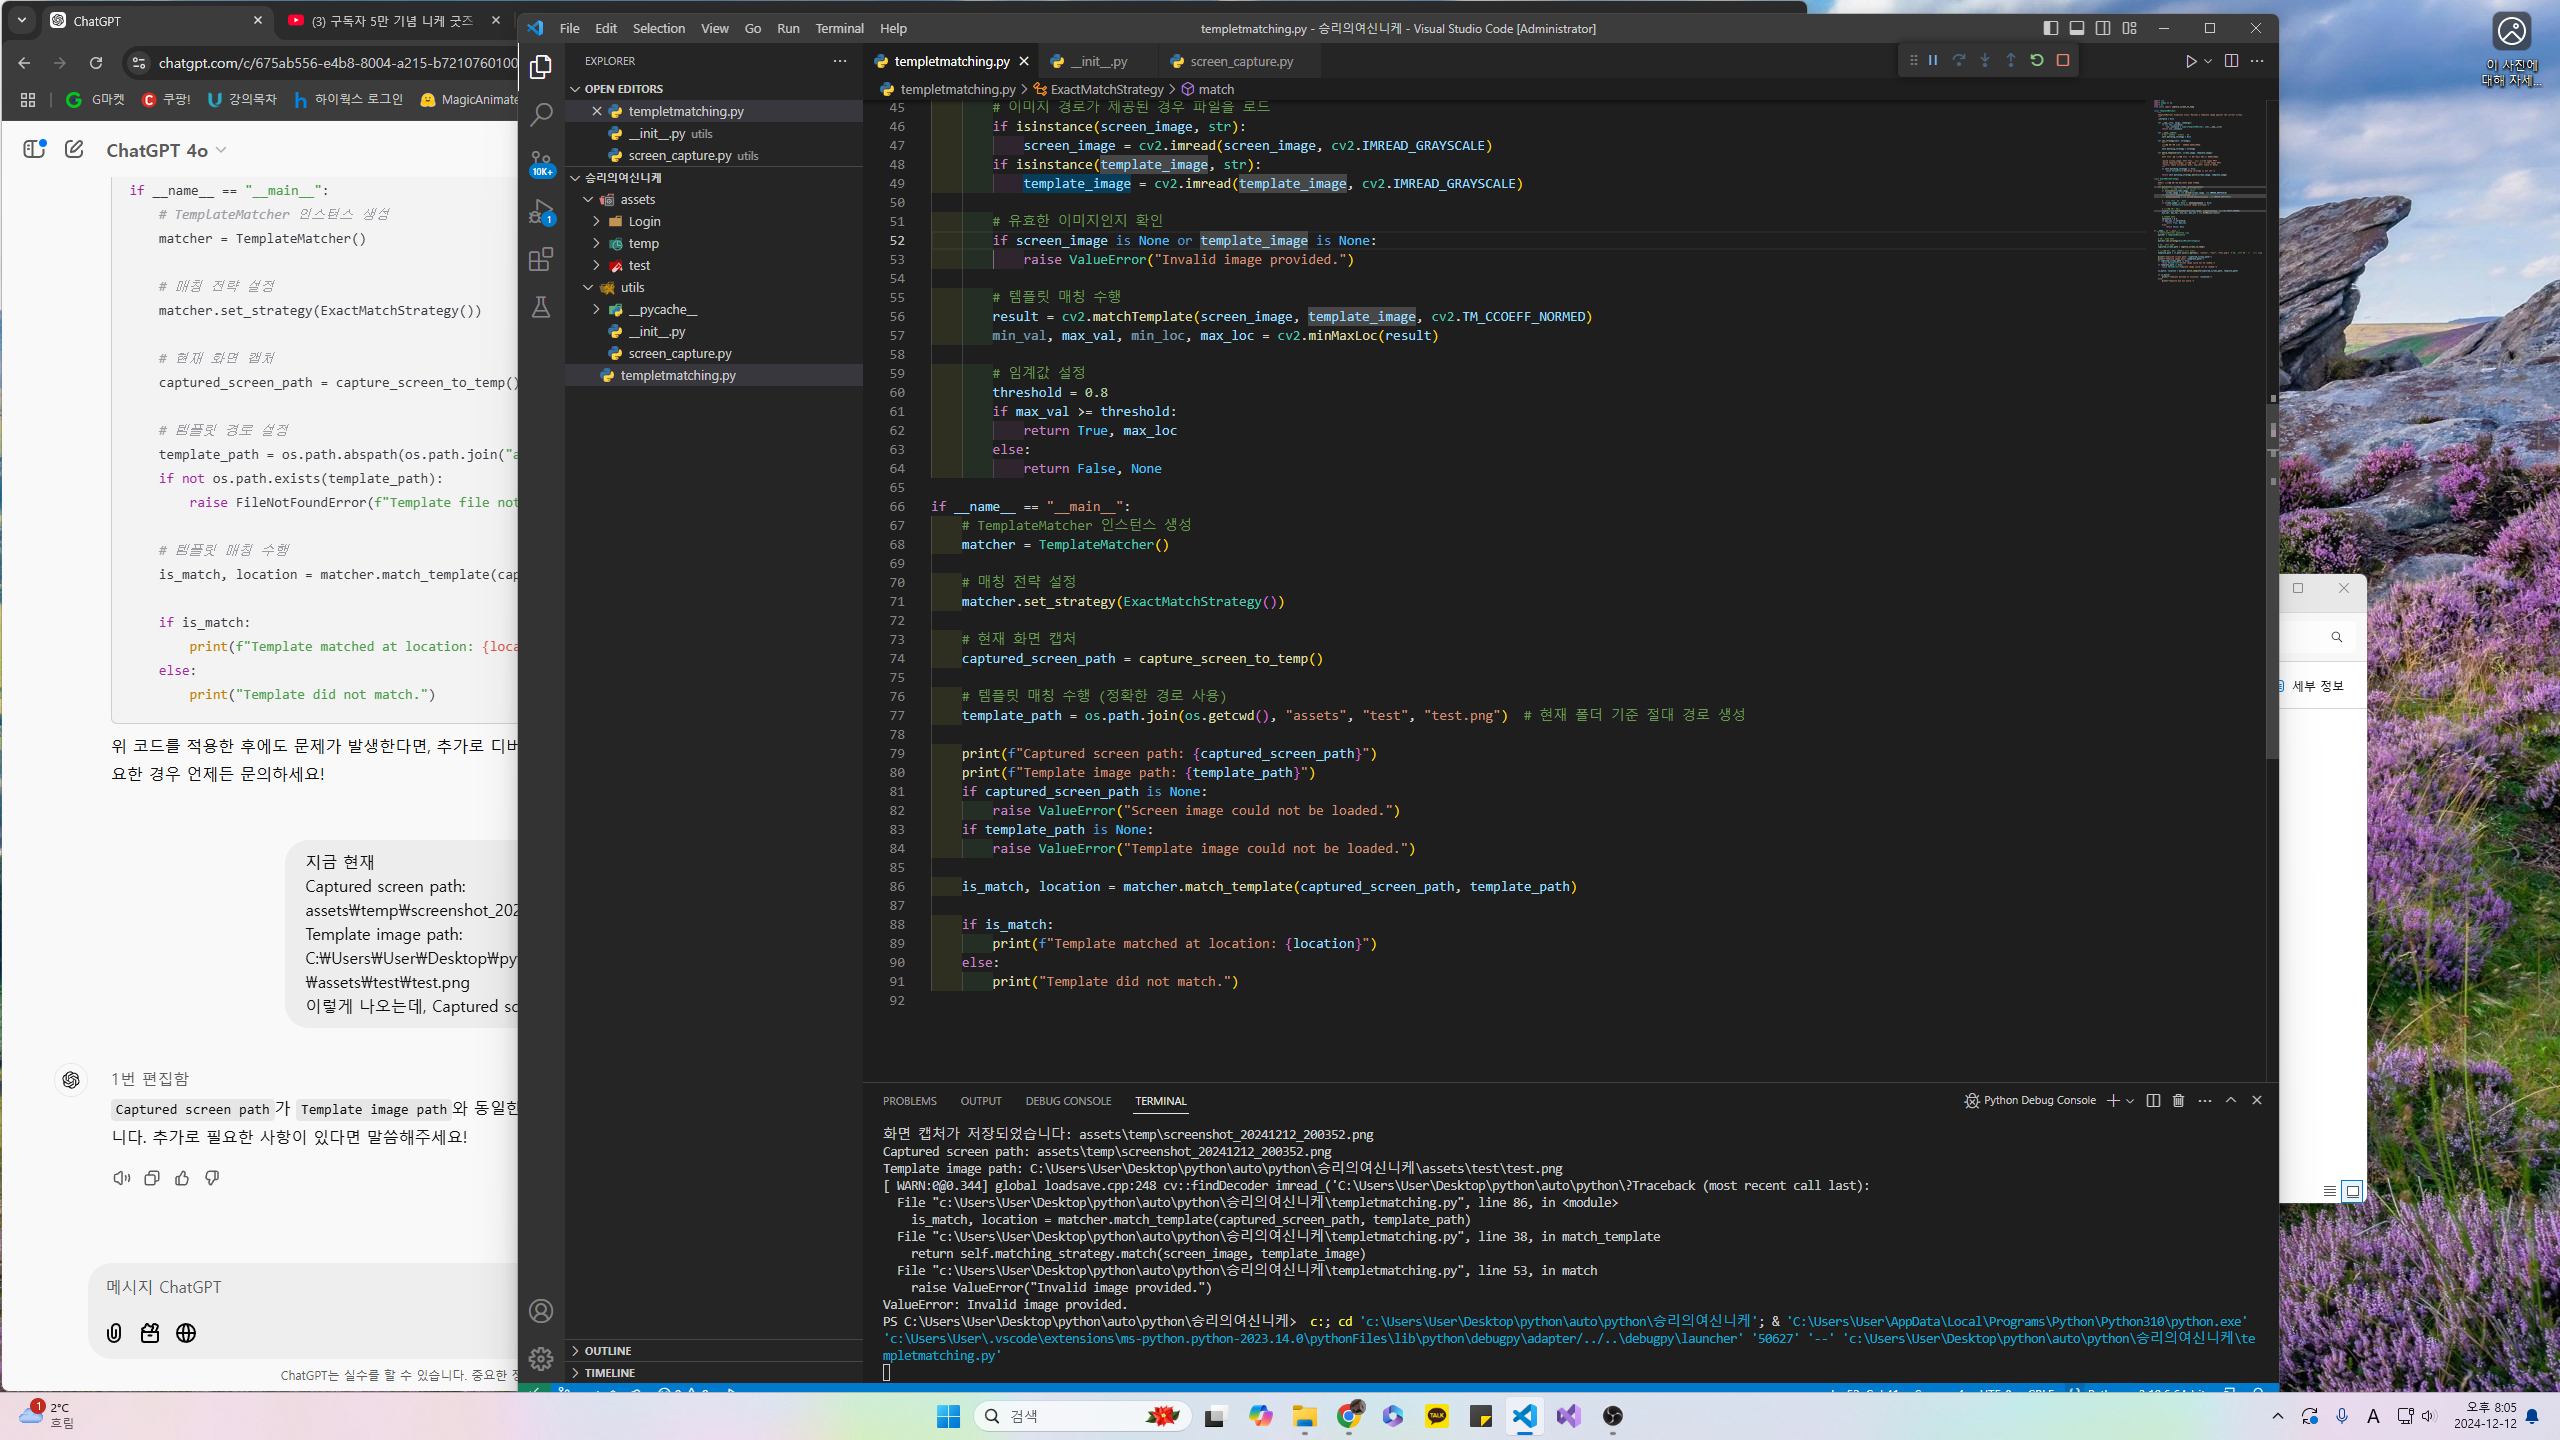 ChatGPT
(3) 구독자 5만 기념 니케 굿즈
chatgpt.com/c/675ab556-e4b8-8004-a215-b7210760100
G마켓
쿠팡!
강의목차
하이웍스 로그인
MagicAnimate
ChatGPT 4o
if __name__ == "__main__":
# TemplateMatcher 인스턴스 생성
matcher = TemplateMatcher()
# 매칭 전략 설정
matcher.set_strategy(ExactMatchStrategy())
# 현재 화면 캡처
captured_screen_path = capture_screen_to_temp()
# 템플릿 경로 설정
template_path = os.path.abspath(os.path.join("a
if not os.path.exists(template_path):
raise FileNotFoundError(f"Template file not
# 템플릿 매칭 수행
is_match, location = matcher.match_template(cap
if is_match:
print(f"Template matched at location: {loca
else:
print("Template did not match.")
위 코드를 적용한 후에도 문제가 발생한다면, 추가로 디버
요한 경우 언제든 문의하세요!
지금 현재
Captured screen path:
assets₩temp₩screenshot_202
Template image path:
C:₩Users₩User₩Desktop₩py
₩assets₩test₩test.png
이렇게 나오는데, Captured sc
1번 편집함
Captured screen path가 Template image path와 동일한
니다. 추가로 필요한 사항이 있다면 말씀해주세요!
메시지 ChatGPT
ChatGPT는 실수를 할 수 있습니다. 중요한 정
File Edit Selection View Go Run Terminal Help
templetmatching.py - 승리의여신니케 - Visual Studio Code [Administrator]
EXPLORER
OPEN EDITORS
templetmatching.py
__init__.py utils
screen_capture.py utils
승리의여신니케
assets
Login
temp
test
utils
__pycache__
__init__.py
screen_capture.py
templetmatching.py
OUTLINE
TIMELINE
10K+
1
templetmatching.py
__init__.py
screen_capture.py
templetmatching.py > ExactMatchStrategy > match
45 # 이미지 경로가 제공된 경우 파일을 로드
46 if isinstance(screen_image, str):
47 screen_image = cv2.imread(screen_image, cv2.IMREAD_GRAYSCALE)
48 if isinstance(template_image, str):
49 template_image = cv2.imread(template_image, cv2.IMREAD_GRAYSCALE)
50
51 # 유효한 이미지인지 확인
52 if screen_image is None or template_image is None:
53 raise ValueError("Invalid image provided.")
54
55 # 템플릿 매칭 수행
56 result = cv2.matchTemplate(screen_image, template_image, cv2.TM_CCOEFF_NORMED)
57 min_val, max_val, min_loc, max_loc = cv2.minMaxLoc(result)
58
59 # 임계값 설정
60 threshold = 0.8
61 if max_val >= threshold:
62 return True, max_loc
63 else:
64 return False, None
65
66 if __name__ == "__main__":
67 # TemplateMatcher 인스턴스 생성
68 matcher = TemplateMatcher()
69
70 # 매칭 전략 설정
71 matcher.set_strategy(ExactMatchStrategy())
72
73 # 현재 화면 캡처
74 captured_screen_path = capture_screen_to_temp()
75
76 # 템플릿 매칭 수행 (정확한 경로 사용)
77 template_path = os.path.join(os.getcwd(), "assets", "test", "test.png") # 현재 폴더 기준 절대 경로 생성
78
79 print(f"Captured screen path: {captured_screen_path}")
80 print(f"Template image path: {template_path}")
81 if captured_screen_path is None:
82 raise ValueError("Screen image could not be loaded.")
83 if template_path is None:
84 raise ValueError("Template image could not be loaded.")
85
86 is_match, location = matcher.match_template(captured_screen_path, template_path)
87
88 if is_match:
89 print(f"Template matched at location: {location}")
90 else:
91 print("Template did not match.")
92
PROBLEMS OUTPUT DEBUG CONSOLE TERMINAL
Python Debug Console
화면 캡처가 저장되었습니다: assets\temp\screenshot_20241212_200352.png
Captured screen path: assets\temp\screenshot_20241212_200352.png
Template image path: C:\Users\User\Desktop\python\auto\python\승리의여신니케\assets\test\test.png
[ WARN:0@0.344] global loadsave.cpp:248 cv::findDecoder imread_('C:\Users\User\Desktop\python\auto\python\?Traceback (most recent call last):
File "c:\Users\User\Desktop\python\auto\python\승리의여신니케\templetmatching.py", line 86, in <module>
is_match, location = matcher.match_template(captured_screen_path, template_path)
File "c:\Users\User\Desktop\python\auto\python\승리의여신니케\templetmatching.py", line 38, in match_template
return self.matching_strategy.match(screen_image, template_image)
File "c:\Users\User\Desktop\python\auto\python\승리의여신니케\templetmatching.py", line 53, in match
raise ValueError("Invalid image provided.")
ValueError: Invalid image provided.
PS C:\Users\User\Desktop\python\auto\python\승리의여신니케> c:; cd 'c:\Users\User\Desktop\python\auto\python\승리의여신니케'; & 'C:\Users\User\AppData\Local\Programs\Python\Python310\python.exe'
'c:\Users\User\.vscode\extensions\ms-python.python-2023.14.0\pythonFiles\lib\python\debugpy\adapter/../..\debugpy\launcher' '50627' '--' 'c:\Users\User\Desktop\python\auto\python\승리의여신니케\te
mpletmatching.py'
이 사진에
대해 자세...
세부 정보
1
2°C
흐림
검색
TALK
A
오후 8:05
2024-12-12